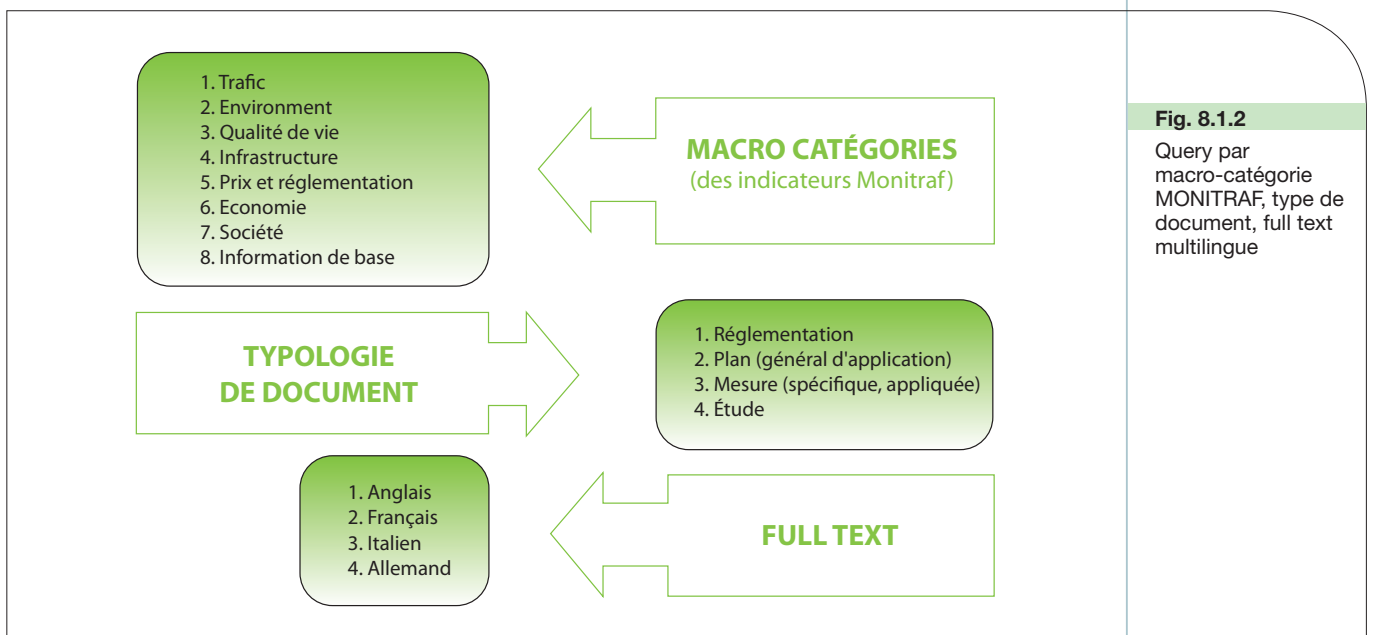 1. Trafic
2. Environment
3. Qualité de vie
4. Infrastructure
5. Prix et réglementation
6. Economie
7. Société
8. Information de base
MACRO CATÉGORIES
(des indicateurs Monitraf)
TYPOLOGIE
DE DOCUMENT
1. Réglementation
2. Plan (général d'application)
3. Mesure (spécifique, appliquée)
4. Étude
1. Anglais
2. Français
3. Italien
4. Allemand
FULL TEXT
Fig. 8.1.2
Query par
macro-catégorie
MONITRAF, type de
document, full text
multilingue